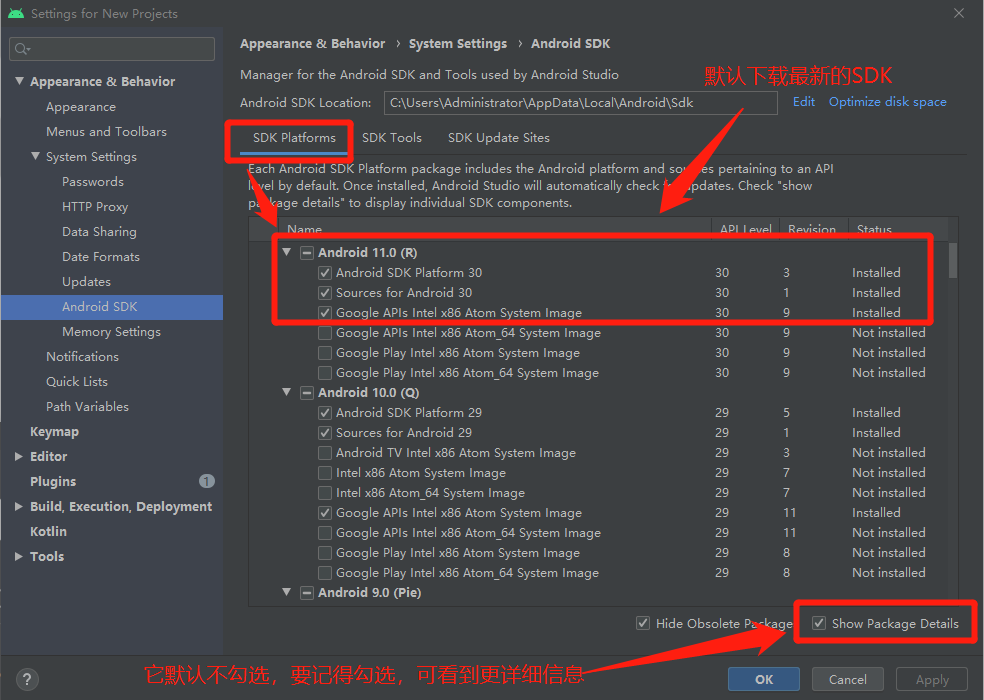 Settings for New Projects
Appearance & Behavior › System Settings › Android SDK
Manager for the Android SDK and Tools used by Android Studio
默认下载最新的SDK
Android SDK Location: C:\Users\Administrator\AppData\Local\Android\Sdk Edit Optimize disk space
SDK Platforms SDK Tools SDK Update Sites
Each Android SDK Platform package includes the Android platform and sources pertaining to an API
level by default. Once installed, Android Studio will automatically check for updates. Check "show
package details" to display individual SDK components.
Appearance & Behavior
Appearance
Menus and Toolbars
System Settings
Passwords
HTTP Proxy
Data Sharing
Date Formats
Updates
Android SDK
Memory Settings
Notifications
Quick Lists
Path Variables
Keymap
Editor
Plugins 1
Build, Execution, Deployment
Kotlin
Tools
Name API Level Revision Status
Android 11.0 (R)
Android SDK Platform 30 30 3 Installed
Sources for Android 30 30 1 Installed
Google APIs Intel x86 Atom System Image 30 9 Installed
Google APIs Intel x86 Atom_64 System Image 30 9 Not installed
Google Play Intel x86 Atom System Image 30 9 Not installed
Google Play Intel x86 Atom_64 System Image 30 9 Not installed
Android 10.0 (Q)
Android SDK Platform 29 29 5 Installed
Sources for Android 29 29 1 Installed
Android TV Intel x86 Atom System Image 29 3 Not installed
Intel x86 Atom System Image 29 7 Not installed
Intel x86 Atom_64 System Image 29 7 Not installed
Google APIs Intel x86 Atom System Image 29 11 Installed
Google APIs Intel x86 Atom_64 System Image 29 11 Not installed
Google Play Intel x86 Atom System Image 29 8 Not installed
Google Play Intel x86 Atom_64 System Image 29 8 Not installed
Android 9.0 (Pie)
Hide Obsolete Package Show Package Details
它默认不勾选，要记得勾选，可看到更详细信息
? OK Cancel Apply